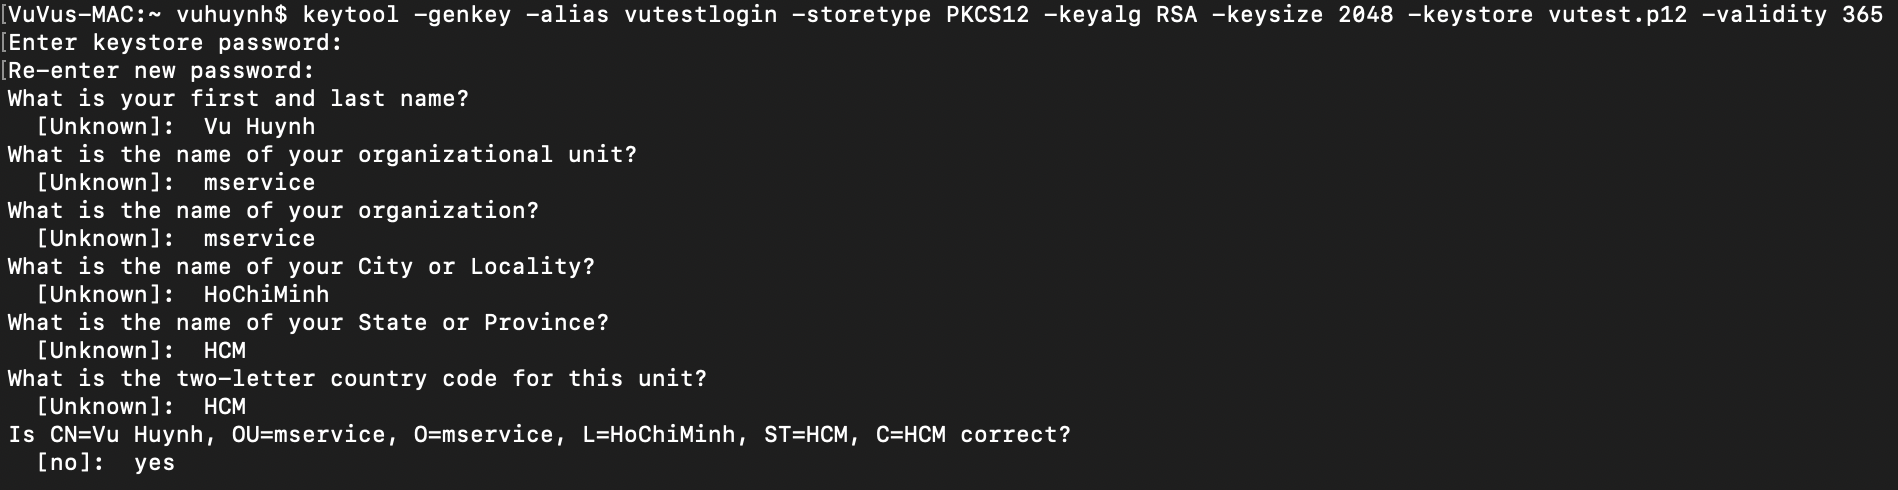 [VuVus-MAC:~ vuhuynh$ keytool -genkey -alias vutestlogin -storetype PKCS12 -keyalg RSA -keysize 2048 -keystore vutest.p12 -validity 365
[Enter keystore password:
[Re-enter new password:
What is your first and last name?
[Unknown]: Vu Huynh
What is the name of your organizational unit?
[Unknown]: mservice
What is the name of your organization?
[Unknown]: mservice
What is the name of your City or Locality?
[Unknown]: HoChiMinh
What is the name of your State or Province?
[Unknown]: HCM
What is the two-letter country code for this unit?
[Unknown]: HCM
Is CN=Vu Huynh, OU=mservice, O=mservice, L=HoChiMinh, ST=HCM, C=HCM correct?
[no]: yes